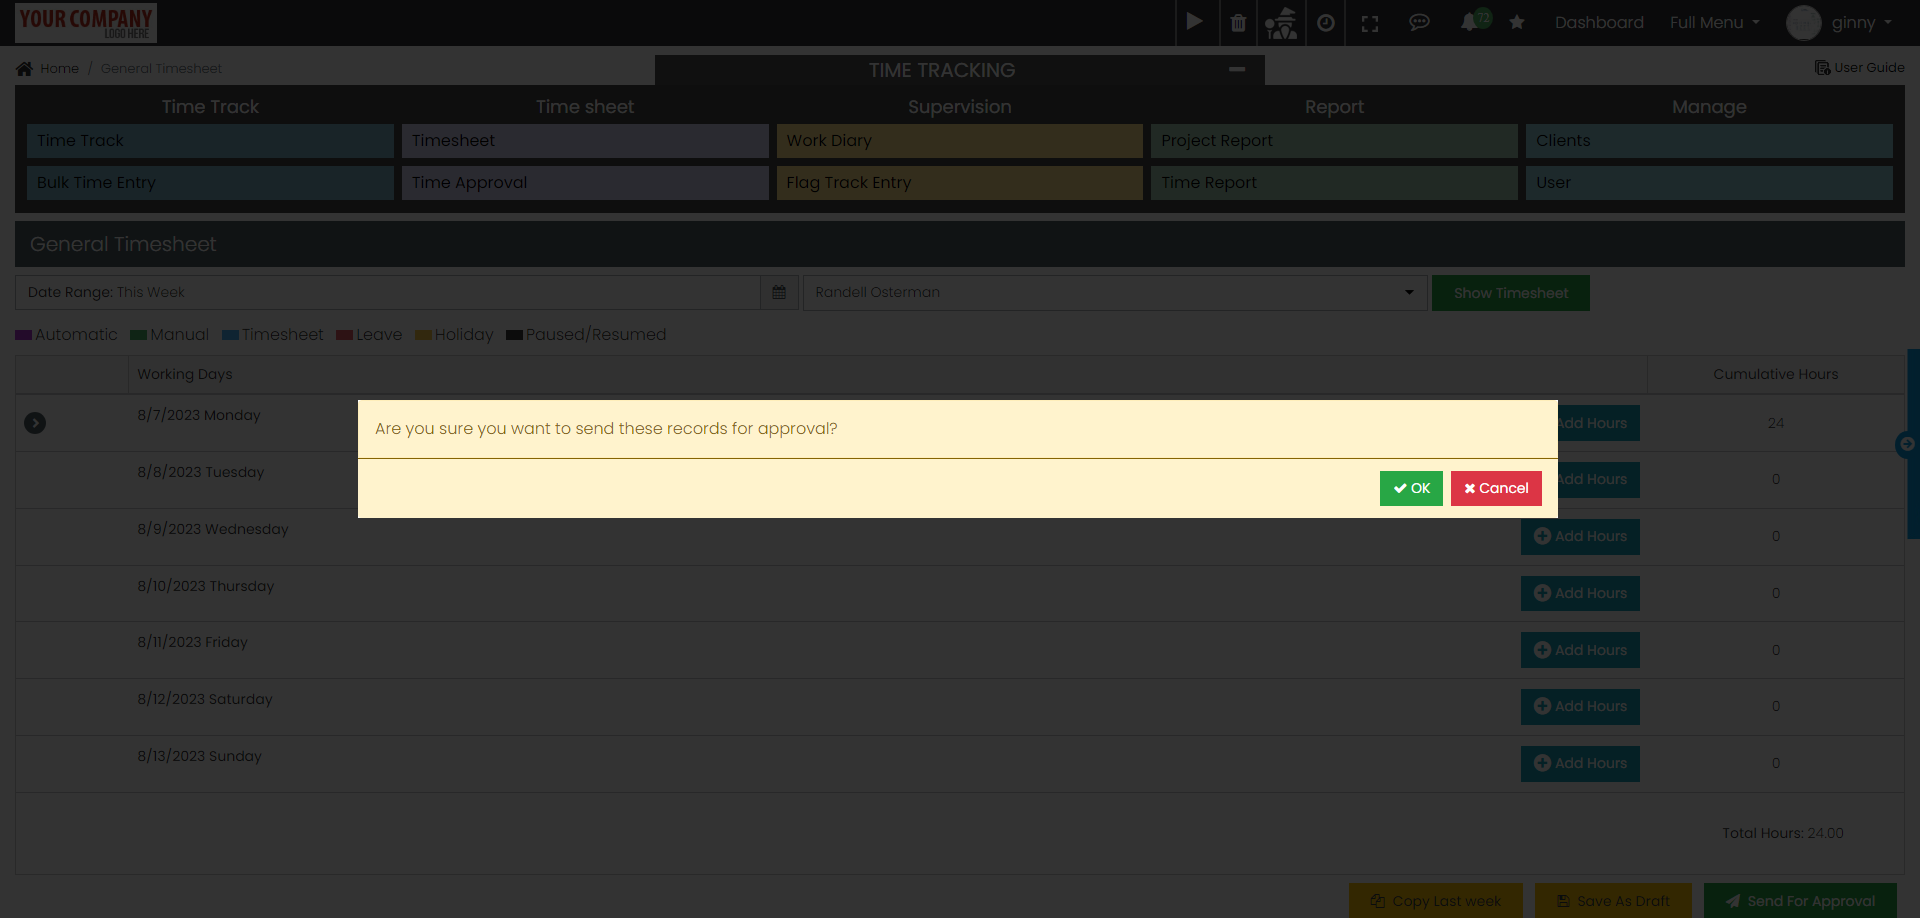 YOUR COMPANY
LOGO HERE
72
Dashboard
Full Menu
ginny
Home / General Timesheet
TIME TRACKING
User Guide
Time Track
Time sheet
Supervision
Report
Manage
Time Track
Timesheet
Work Diary
Project Report
Clients
Bulk Time Entry
Time Approval
Flag Track Entry
Time Report
User
General Timesheet
Date Range: This Week
Randell Osterman
Show Timesheet
Automatic
Manual
Timesheet
Leave
Holiday
Paused/Resumed
Working Days
Cumulative Hours
8/7/2023 Monday
Add Hours
24
Are you sure you want to send these records for approval?
8/8/2023 Tuesday
Add Hours
0
OK
Cancel
8/9/2023 Wednesday
Add Hours
0
8/10/2023 Thursday
Add Hours
0
8/11/2023 Friday
Add Hours
0
8/12/2023 Saturday
Add Hours
0
8/13/2023 Sunday
Add Hours
0
Total Hours: 24.00
Copy Last week
Save As Draft
Send For Approval